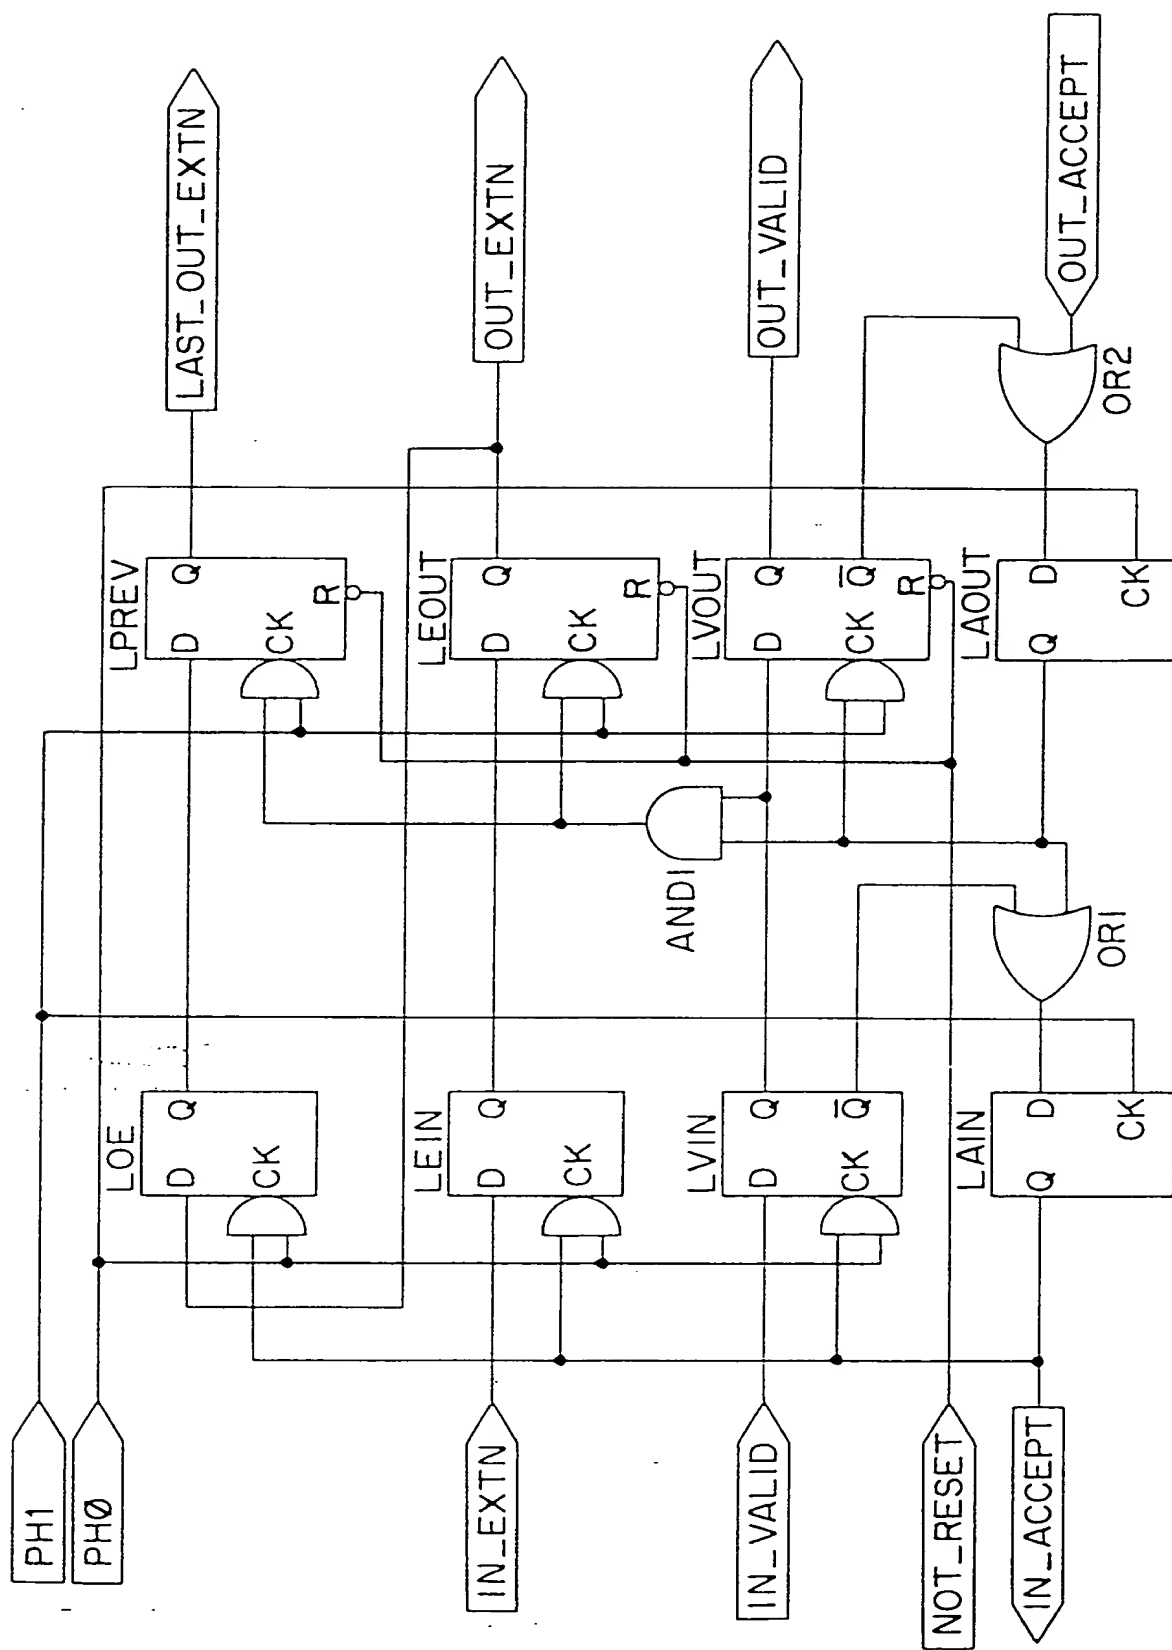 PH1
PHØ
IN_EXTN
IN_VALID
NOT_RESET
IN_ACCEPT
LOE
D
Q
CK
LEIN
D
Q
CK
LVIN
D
Q
CK
Q̅
LAIN
Q
D
CK
AND1
OR1
LPREV
D
Q
CK
R
LEOUT
D
Q
CK
R
LVOUT
D
Q
CK
Q̅
R
LAOUT
Q
D
CK
OR2
LAST_OUT_EXTN
OUT_EXTN
OUT_VALID
OUT_ACCEPT